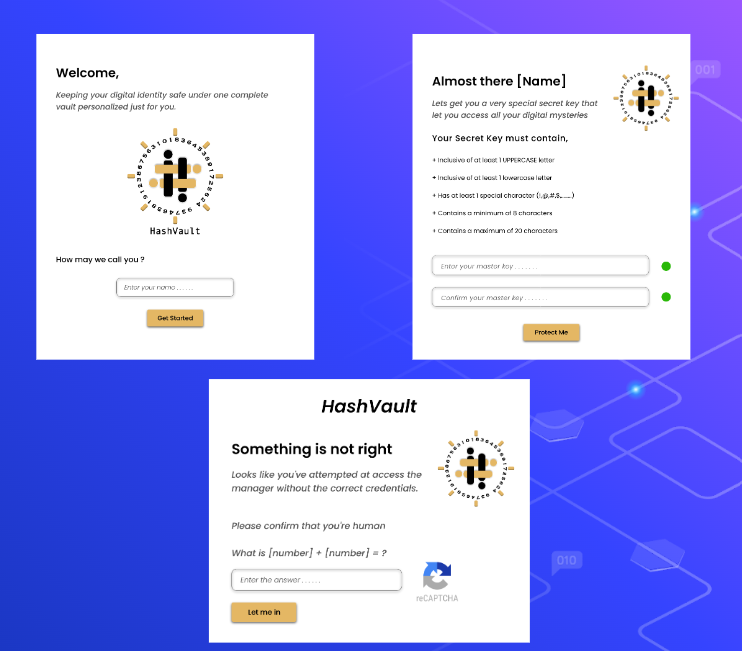 Welcome,
Keeping your digital identity safe under one complete
vault personalized just for you.
HashVault
How may we call you ?
Enter your name . . . . . .
Get Started
Almost there [Name]
Lets get you a very special secret key that
let you access all your digital mysteries
Your Secret Key must contain,
+ Inclusive of at least 1 UPPERCASE letter
+ Inclusive of at least 1 lowercase letter
+ Has at least 1 special character (!,@,#,$,.......)
+ Contains a minimum of 8 characters
+ Contains a maximum of 20 characters
Enter your master key . . . . . . .
Confirm your master key . . . . . . .
Protect Me
001
HashVault
Something is not right
Looks like you've attempted at access the
manager without the correct credentials.
Please confirm that you're human
What is [number] + [number] = ?
Enter the answer . . . . . .
reCAPTCHA
Let me in
010